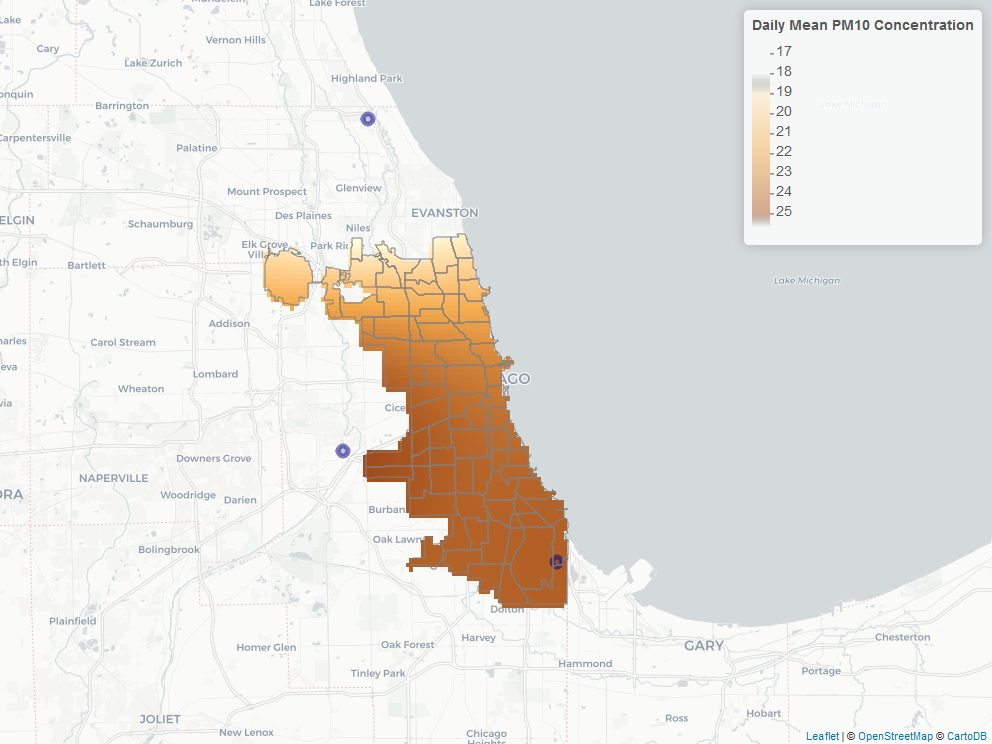 Lake Forest
Lake
Vernon Hills
Cary
Lake Zurich
Highland Park
onquin
Barrington
Carpentersville
Palatine
Mount Prospect
Glenview
ELGIN
Des Plaines
EVANSTON
Schaumburg
Niles
Elk Grove
Park Ric
Villa
th Elgin
Bartlett
Addison
harles
Carol Stream
eva
Lombard
AGO
Wheaton
via
Cice
Downers Grove
NAPERVILLE
ORA
Woodridge
Darien
Burban
Oak Lawn
Bolingbrook
Plainfield
Dolton
Harvey
Oak Forest
Homer Glen
Tinley Park
Hammond
GARY
Chesterton
Portage
JOLIET
New Lenox
Chicago
Heights
Ross
Hobart
Lake Michigan
Daily Mean PM10 Concentration
17
18
19
Lake Michigan
20
21
22
23
24
25
Leaflet | © OpenStreetMap © CartoDB